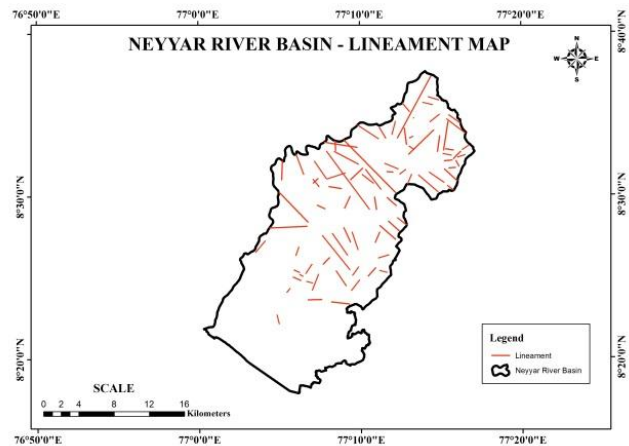 76°50'0"E 77°0'0"E 77°10'0"E 77°20'0"E
NEYYAR RIVER BASIN - LINEAMENT MAP
N
W E
S
8°40'0"N 8°40'0"N
8°30'0"N 8°30'0"N
8°20'0"N 8°20'0"N
Legend
Lineament
Neyyar River Basin
SCALE
0 2 4 8 12 16
Kilometers
76°50'0"E 77°0'0"E 77°10'0"E 77°20'0"E